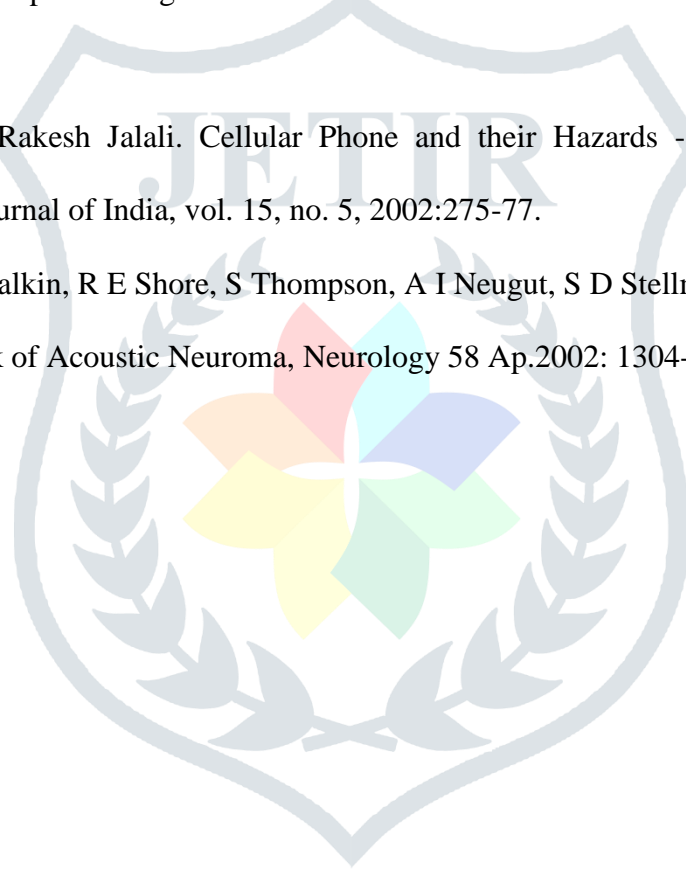 JETIR
Rakesh Jalali. Cellular Phone and their Hazards -
urnal of India, vol. 15, no. 5, 2002:275-77.
alkin, R E Shore, S Thompson, A I Neugut, S D Stelln
of Acoustic Neuroma, Neurology 58 Ap.2002: 1304-